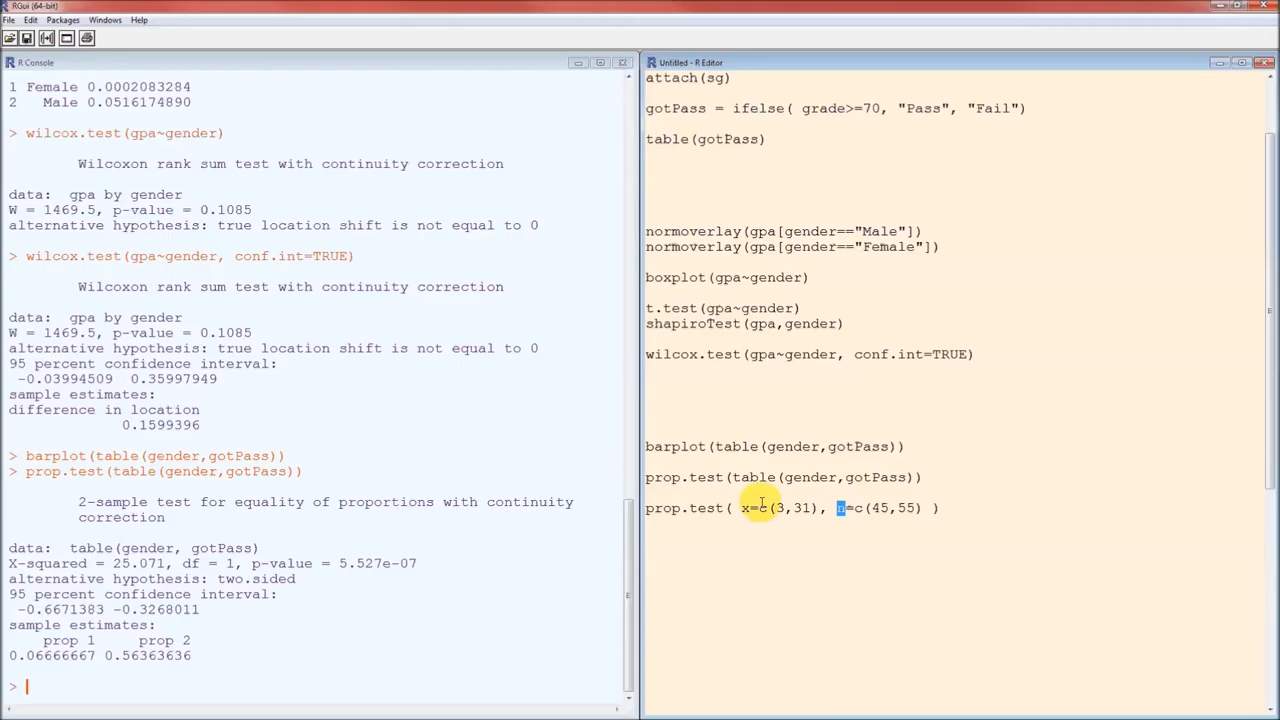 RGui (64-bit)
File Edit Packages Windows Help
R Console
1 Female 0.0002083284
2 Male 0.0516174890
> wilcox.test(gpa~gender)
Wilcoxon rank sum test with continuity correction
data: gpa by gender
W = 1469.5, p-value = 0.1085
alternative hypothesis: true location shift is not equal to 0
> wilcox.test(gpa~gender, conf.int=TRUE)
Wilcoxon rank sum test with continuity correction
data: gpa by gender
W = 1469.5, p-value = 0.1085
alternative hypothesis: true location shift is not equal to 0
95 percent confidence interval:
-0.03994509 0.35997949
sample estimates:
difference in location
0.1599396
> barplot(table(gender,gotPass))
> prop.test(table(gender,gotPass))
2-sample test for equality of proportions with continuity
correction
data: table(gender, gotPass)
X-squared = 25.071, df = 1, p-value = 5.527e-07
alternative hypothesis: two.sided
95 percent confidence interval:
-0.6671383 -0.3268011
sample estimates:
prop 1 prop 2
0.06666667 0.56363636
>
Untitled - R Editor
attach(sg)
gotPass = ifelse( grade>=70, "Pass", "Fail")
table(gotPass)
normoverlay(gpa[gender=="Male"])
normoverlay(gpa[gender=="Female"])
boxplot(gpa~gender)
t.test(gpa~gender)
shapiroTest(gpa,gender)
wilcox.test(gpa~gender, conf.int=TRUE)
barplot(table(gender,gotPass))
prop.test(table(gender,gotPass))
prop.test( x=c(3,31), n=c(45,55) )